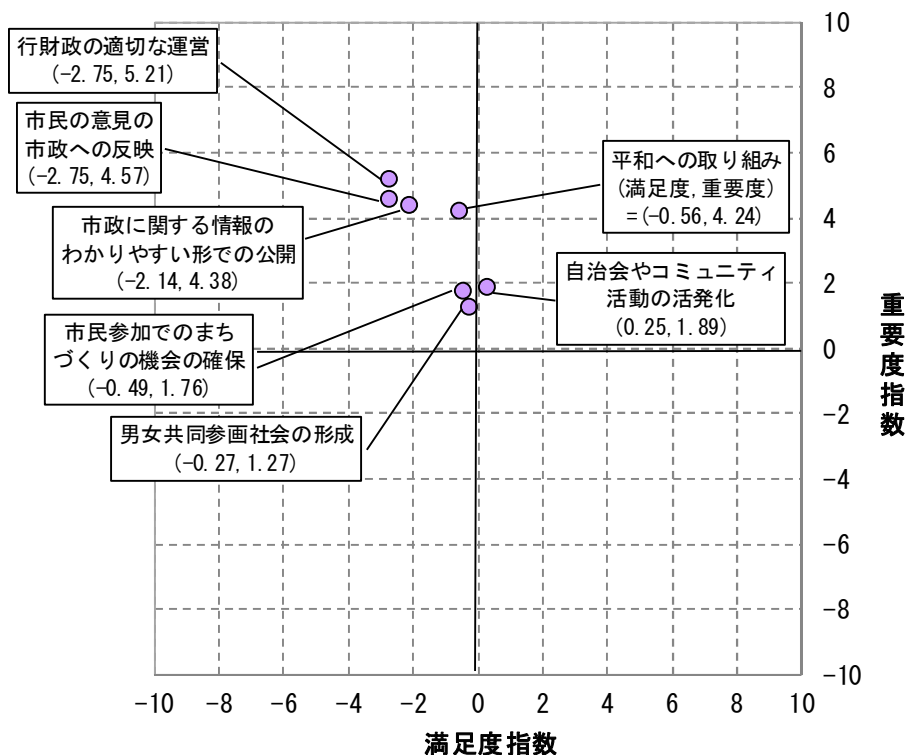 行財政の適切な運営
(-2.75, 5.21)
市民の意見の
市政への反映
(-2.75, 4.57)
市政に関する情報の
わかりやすい形での公開
(-2.14, 4.38)
市民参加でのまち
づくりの機会の確保
(-0.49, 1.76)
男女共同参画社会の形成
(-0.27, 1.27)
平和への取り組み
(満足度, 重要度)
=(-0.56, 4.24)
自治会やコミュニティ
活動の活発化
(0.25, 1.89)
10
8
6
4
2
0
-2
-4
-6
-8
-10
重要度指数
-10 -8 -6 -4 -2 0 2 4 6 8 10
満足度指数